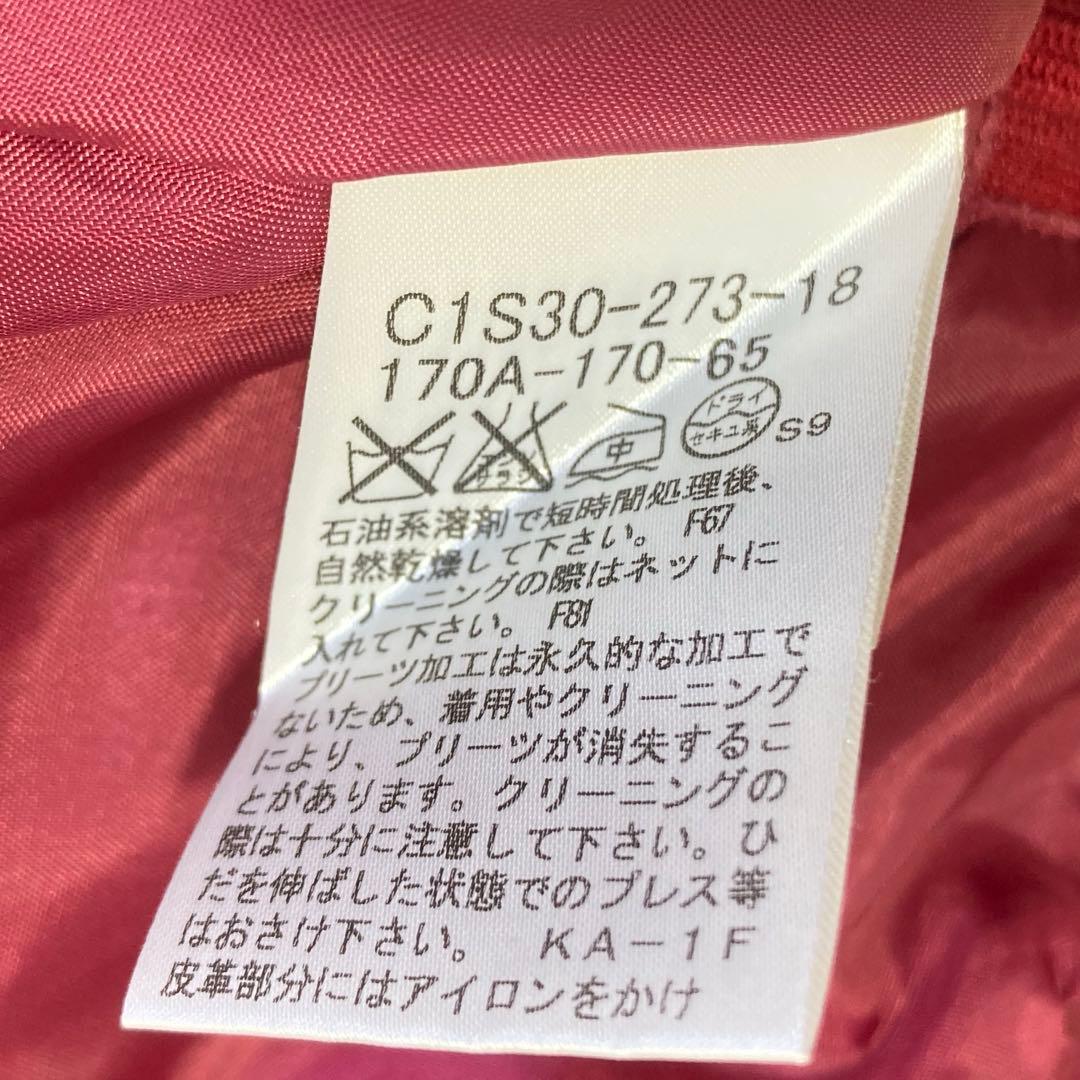 C1S30-273-18
170A-170-65
エンソ
サラシ
中
ドライ
セキユ系
S9
石油系溶剤で短時間処理後、
自然乾燥して下さい。 F67
クリーニングの際はネットに
入れて下さい。 F81
プリーツ加工は永久的な加工で
ないため、着用やクリーニング
により、プリーツが消失するこ
とがあります。クリーニングの
際は十分に注意して下さい。ひ
だを伸ばした状態でのプレス等
はおさけ下さい。 KA-1F
皮革部分にはアイロンをかけ